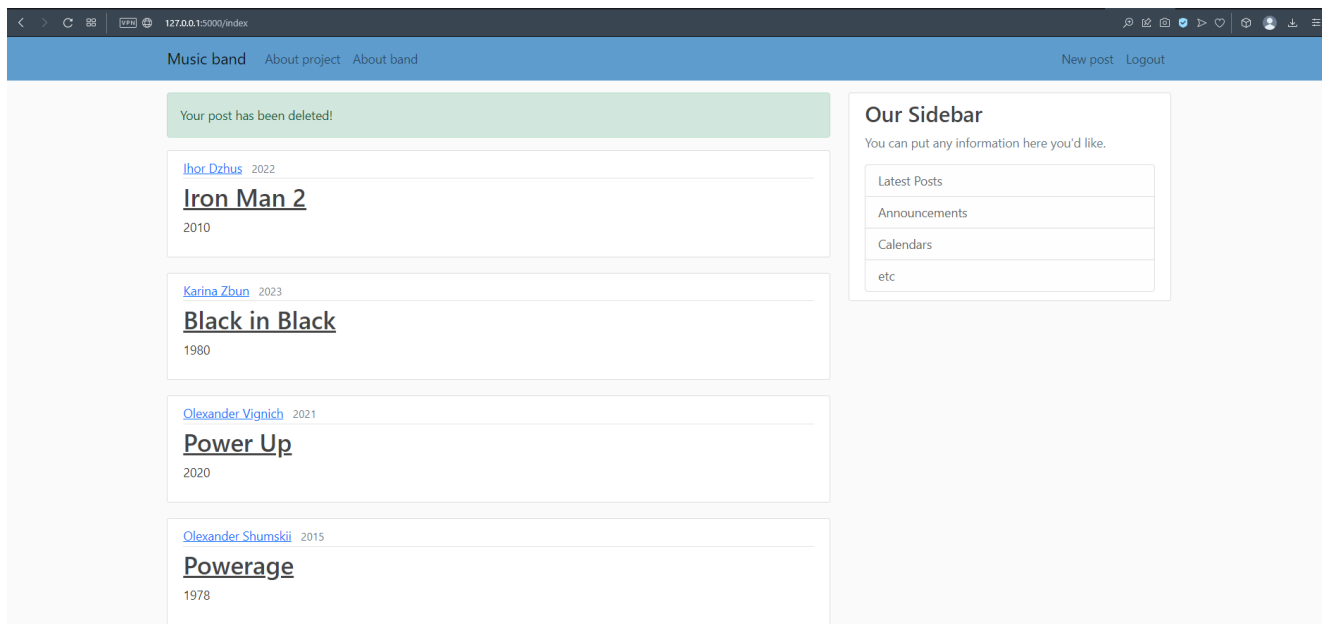 VPN 127.0.0.1:5000/index
Music band About project About band New post Logout
Your post has been deleted!
Ihor Dzhus 2022
Iron Man 2
2010
Karina Zbun 2023
Black in Black
1980
Olexander Vignich 2021
Power Up
2020
Olexander Shumskii 2015
Powerage
1978
Our Sidebar
You can put any information here you'd like.
Latest Posts
Announcements
Calendars
etc